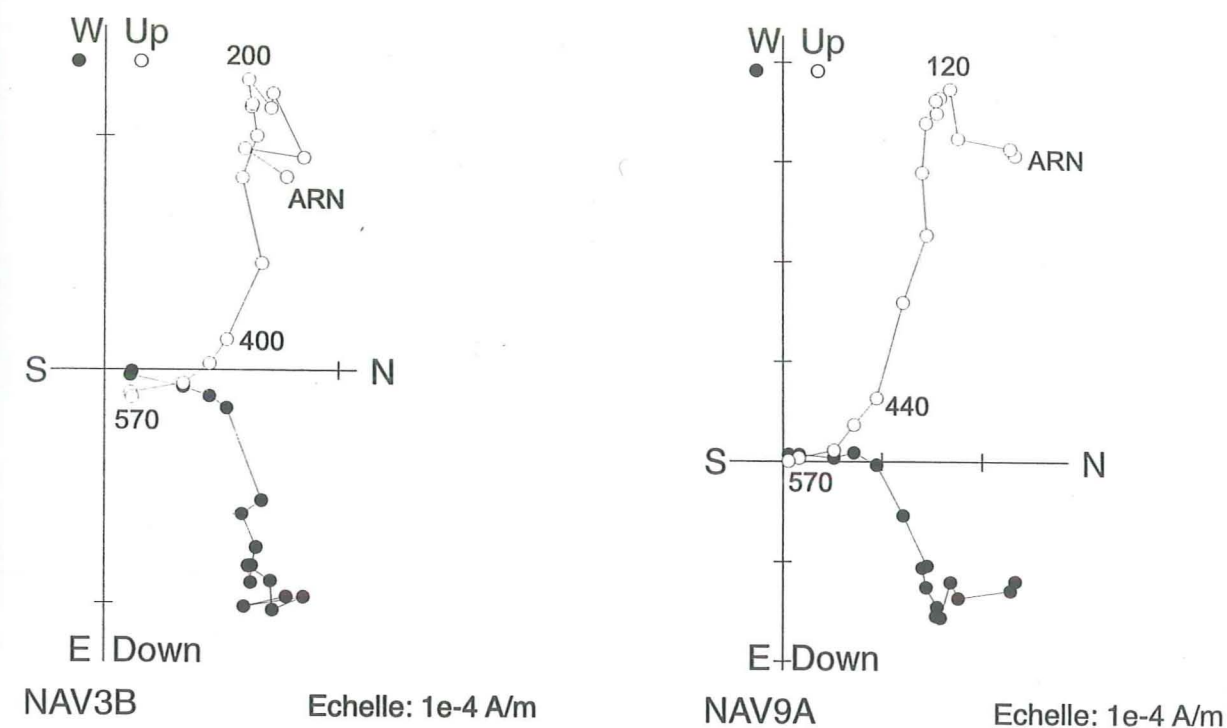 W Up
200
ARN
400
S N
570
E Down
NAV3B Echelle: 1e-4 A/m
W Up
120
ARN
440
S N
570
E Down
NAV9A Echelle: 1e-4 A/m